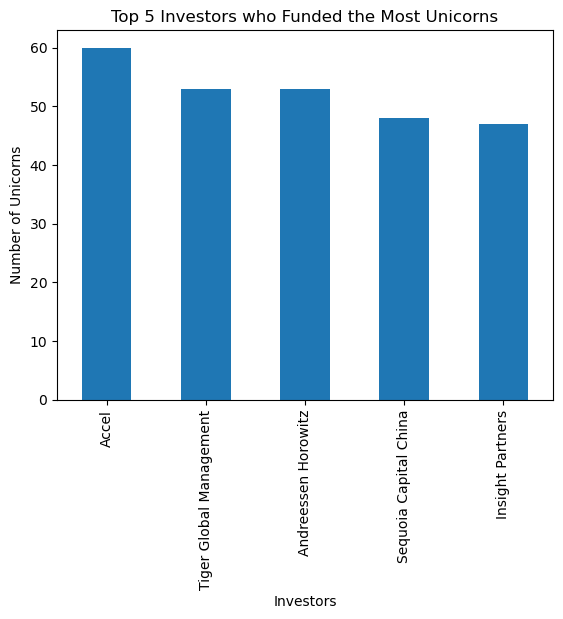 Top 5 Investors who Funded the Most Unicorns
Number of Unicorns
60
50
40
30
20
10
0
Accel
Tiger Global Management
Andreessen Horowitz
Sequoia Capital China
Insight Partners
Investors